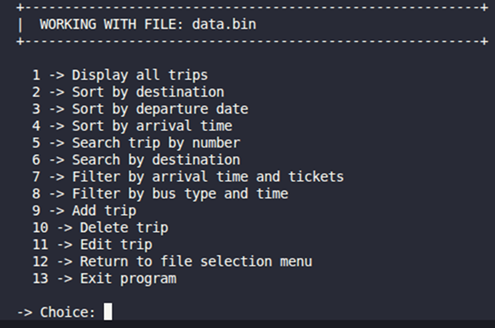 WORKING WITH FILE: data.bin
1 -> Display all trips
2 -> Sort by destination
3 -> Sort by departure date
4 -> Sort by arrival time
5 -> Search trip by number
6 -> Search by destination
7 -> Filter by arrival time and tickets
8 -> Filter by bus type and time
9 -> Add trip
10 -> Delete trip
11 -> Edit trip
12 -> Return to file selection menu
13 -> Exit program
-> Choice: